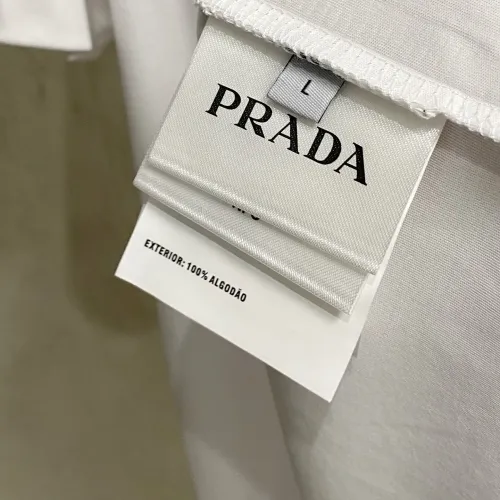 L
PRADA
EXTERIOR: 100% ALGODÃO